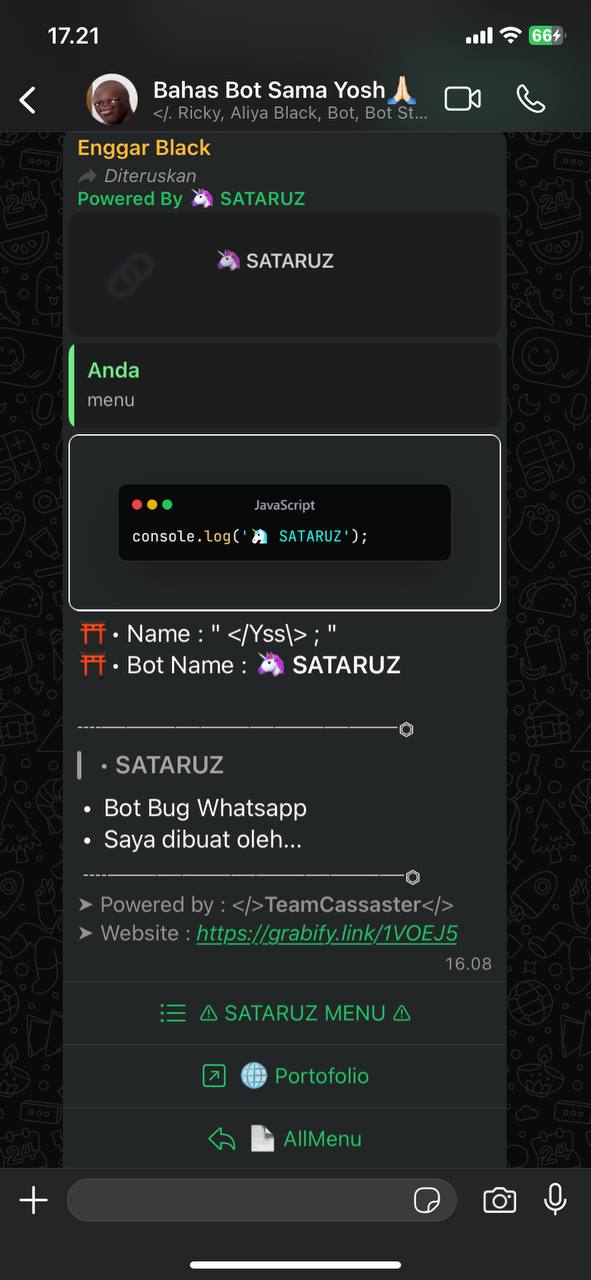 17.21
66
Bahas Bot Sama Yosh🙏🏻
</. Ricky, Aliya Black, Bot, Bot St...
Enggar Black
Diteruskan
Powered By 🦄 SATARUZ
🦄 SATARUZ
Anda
menu
JavaScript
console.log('🦄 SATARUZ');
⛩️• Name : " </Yss\> ; "
⛩️• Bot Name : 🦄 SATARUZ
• SATARUZ
• Bot Bug Whatsapp
• Saya dibuat oleh...
➤ Powered by : </>TeamCassaster</>
➤ Website : https://grabify.link/1VOEJ5
16.08
⚠ SATARUZ MENU ⚠
🌐 Portofolio
📄 AllMenu